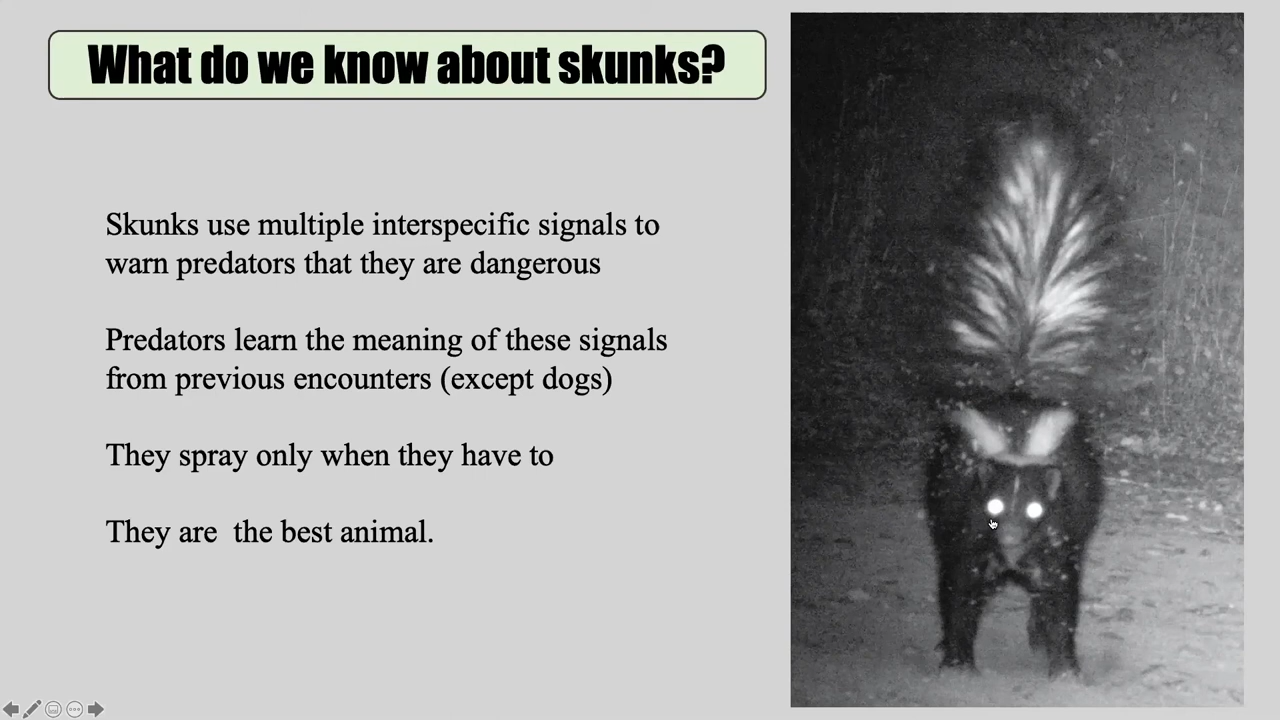 What do we know about skunks?
Skunks use multiple interspecific signals to
warn predators that they are dangerous
Predators learn the meaning of these signals
from previous encounters (except dogs)
They spray only when they have to
They are  the best animal.